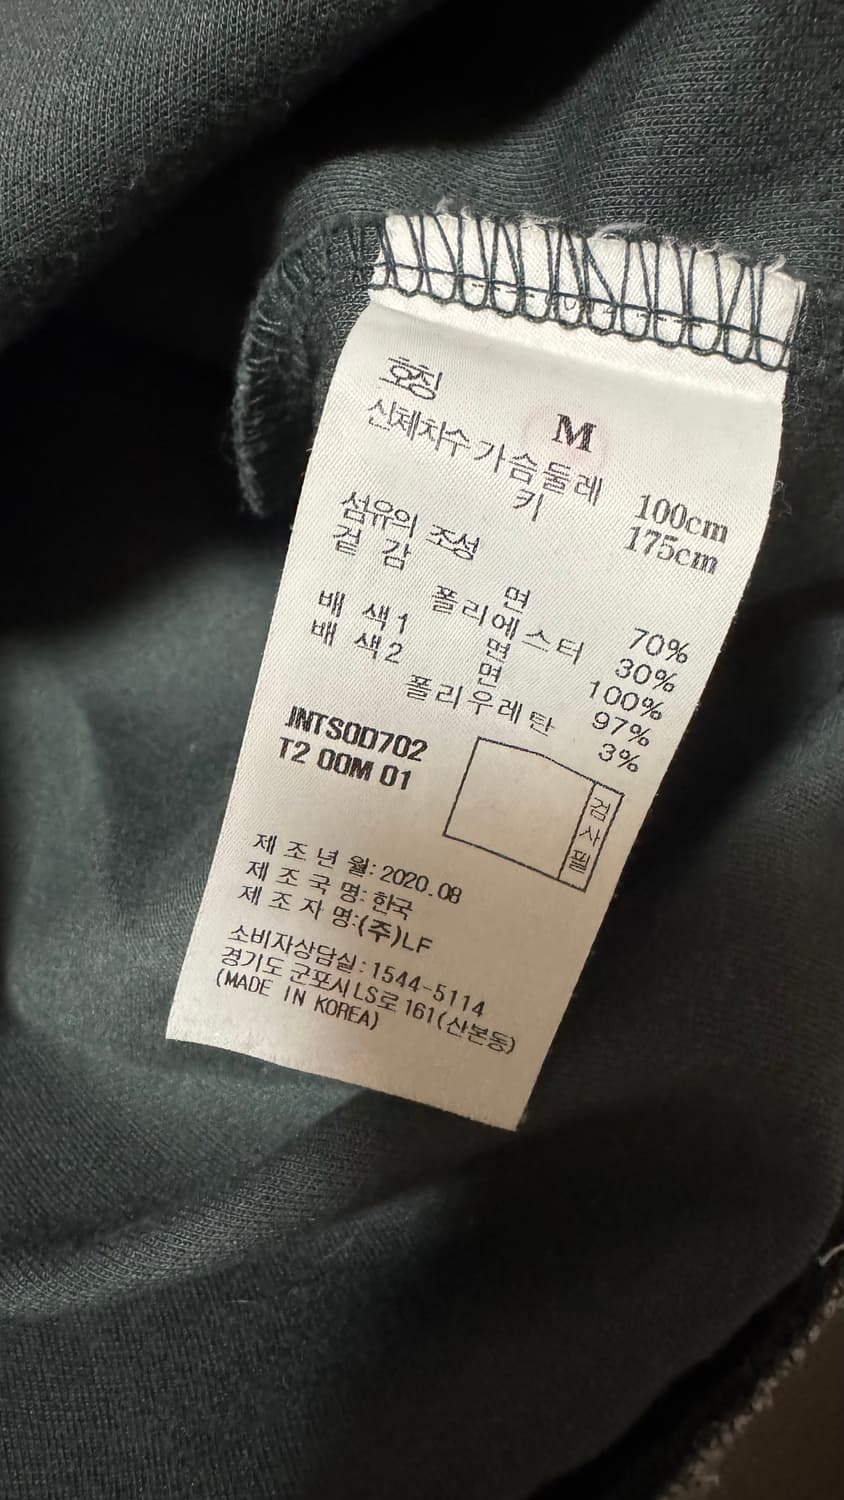 호칭 M
신체치수 가슴둘레 100cm
키 175cm
섬유의 조성
겉 감 면 70%
폴리에스터 30%
배 색1 면 100%
배 색2 면 97%
폴리우레탄 3%
JNTS0D702
T2 00M 01
검사필
제 조 년 월: 2020.08
제 조 국 명: 한국
제 조 자 명:(주)LF
소비자상담실:1544-5114
경기도 군포시 LS로 161(산본동)
(MADE IN KOREA)